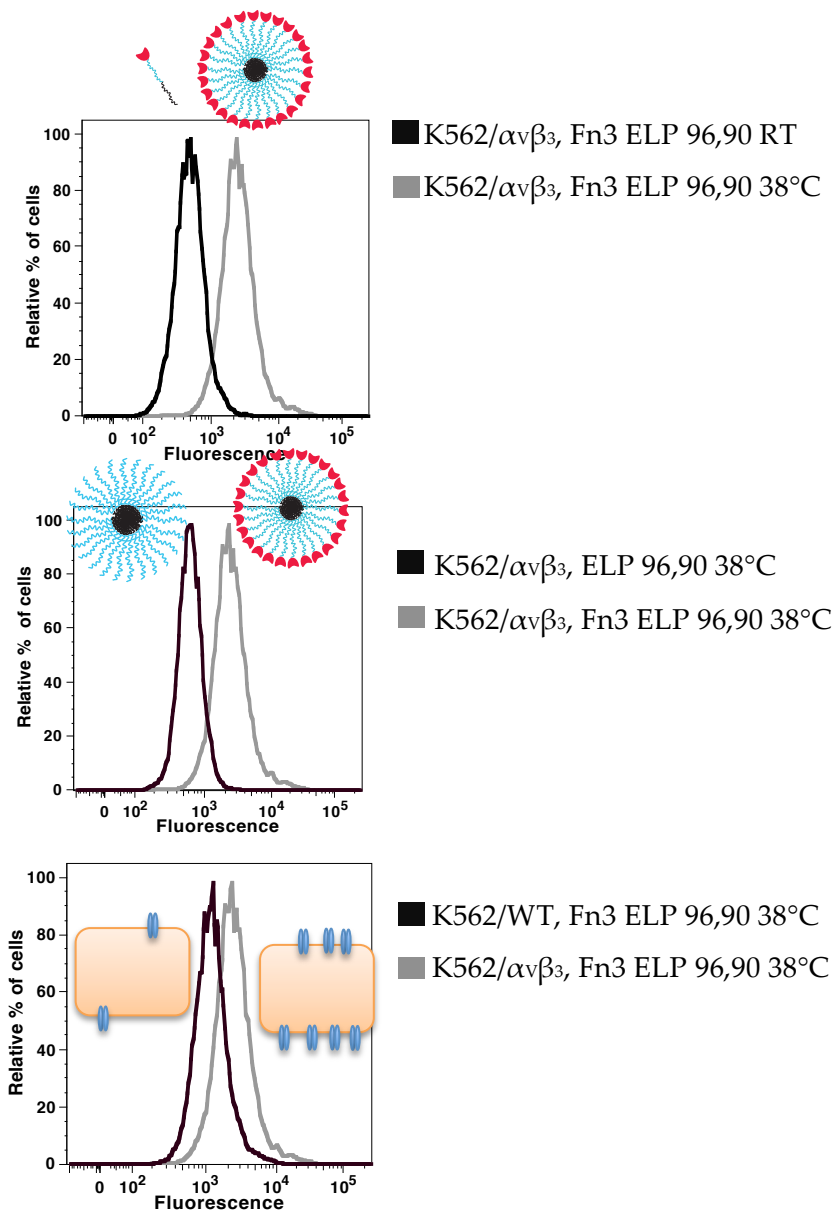 K562/αvβ₃, Fn3 ELP 96,90 RT
K562/αvβ₃, Fn3 ELP 96,90 38°C
Relative % of cells
100
80
60
40
20
0
0 10² 10³ 10⁴ 10⁵
Fluorescence
K562/αvβ₃, ELP 96,90 38°C
K562/αvβ₃, Fn3 ELP 96,90 38°C
Relative % of cells
100
80
60
40
20
0
0 10² 10³ 10⁴ 10⁵
Fluorescence
K562/WT, Fn3 ELP 96,90 38°C
K562/αvβ₃, Fn3 ELP 96,90 38°C
Relative % of cells
100
80
60
40
20
0
0 10² 10³ 10⁴ 10⁵
Fluorescence